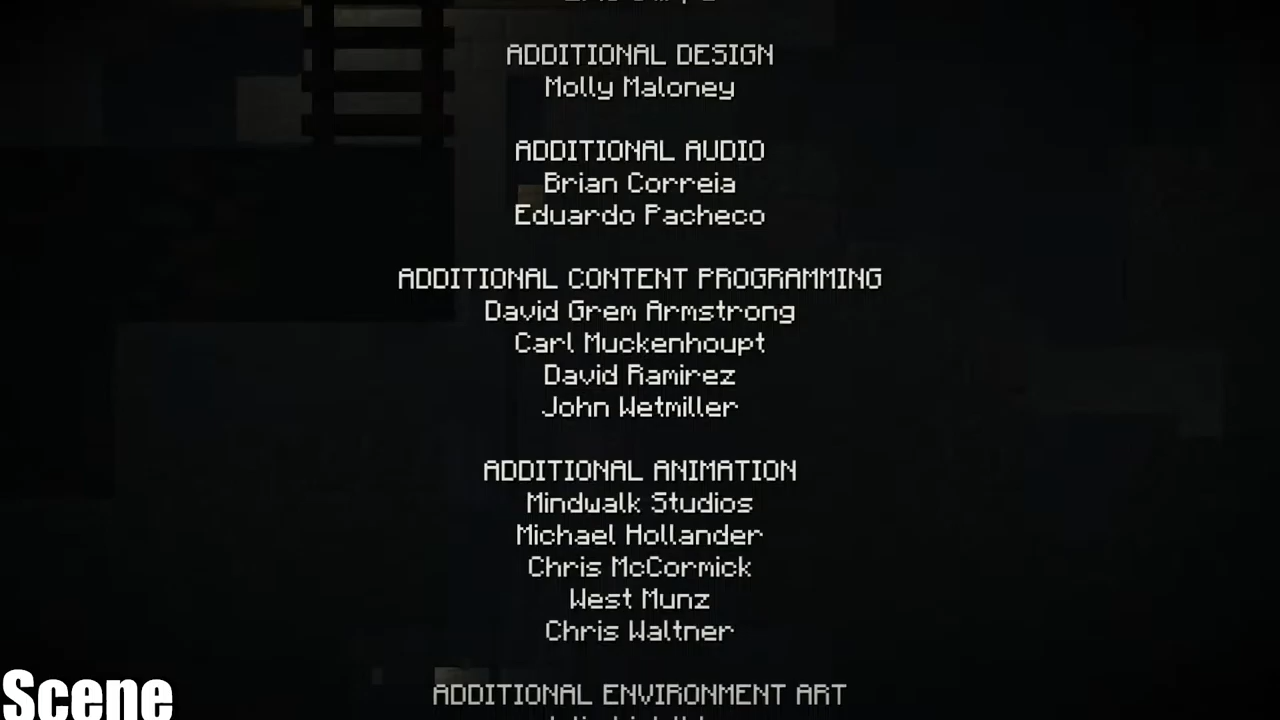 ADDITIONAL DESIGN
Molly Maloney
ADDITIONAL AUDIO
Brian Correia
Eduardo Pacheco
ADDITIONAL CONTENT PROGRAMMING
David Grem Armstrong
Carl Muckenhoupt
David Ramirez
John Wetmiller
ADDITIONAL ANIMATION
Mindwalk Studios
Michael Hollander
Chris McCormick
West Munz
Chris Waltner
ADDITIONAL ENVIRONMENT ART
Scene